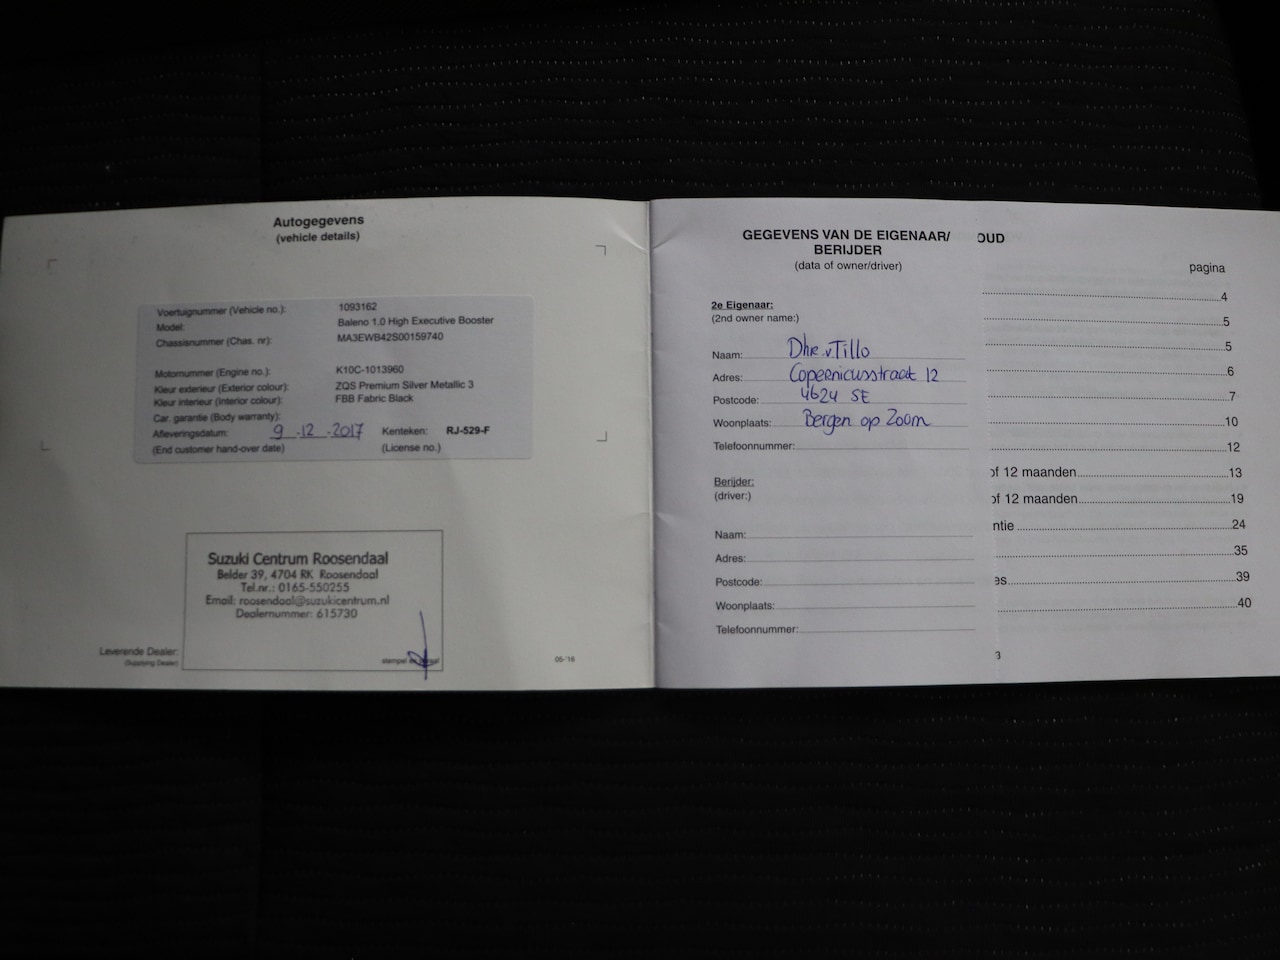 Autogegevens
(vehicle details)
Voertuignummer (Vehicle no.): 1093162
Model: Baleno 1.0 High Executive Booster
Chassisnummer (Chas. nr): MA3EWB42S00159740
Motornummer (Engine no.): K10C-1013960
Kleur exterieur (Exterior colour): ZQS Premium Silver Metallic 3
Kleur interieur (Interior colour): FBB Fabric Black
Car. garantie (Body warranty):
Afleveringsdatum: 9-12-2017 Kenteken: RJ-529-F
(End customer hand-over date) (License no.)
Suzuki Centrum Roosendaal
Belder 39, 4704 RK Roosendaal
Tel.nr.: 0165-550255
Email: roosendaal@suzukicentrum.nl
Dealernummer: 615730
Leverende Dealer:
(Supplying Dealer)
stempel en
05-'16
GEGEVENS VAN DE EIGENAAR/
BERIJDER
(data of owner/driver)
2e Eigenaar:
(2nd owner name:)
Naam: Dhr. v Tillo
Adres: Copernicusstraat 12
Postcode: 4624 SE
Woonplaats: Bergen op Zoom
Telefoonnummer:
Berijder:
(driver:)
Naam:
Adres:
Postcode:
Woonplaats:
Telefoonnummer:
OUD
pagina
4
5
5
6
7
10
12
of 12 maanden 13
of 12 maanden 19
ntie 24
35
es 39
40
3